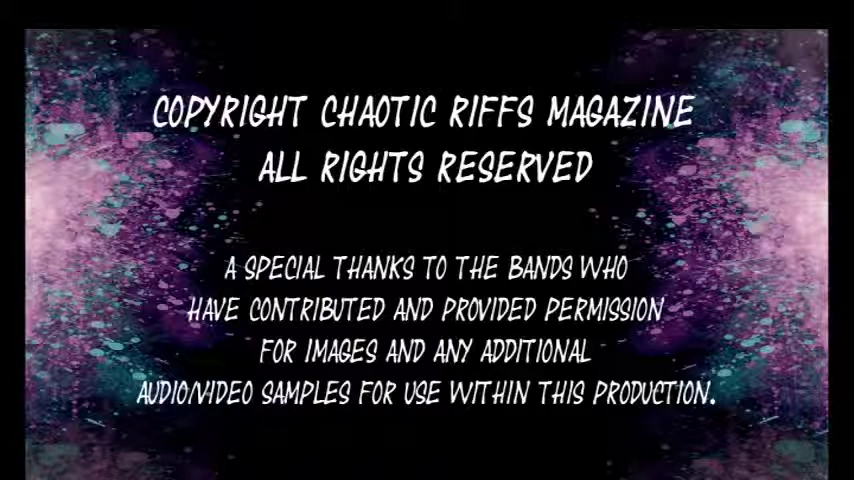 COPYRIGHT CHAOTIC RIFFS MAGAZINE
ALL RIGHTS RESERVED
A SPECIAL THANKS TO THE BANDS WHO
HAVE CONTRIBUTED AND PROVIDED PERMISSION
FOR IMAGES AND ANY ADDITIONAL
AUDIO/VIDEO SAMPLES FOR USE WITHIN THIS PRODUCTION.